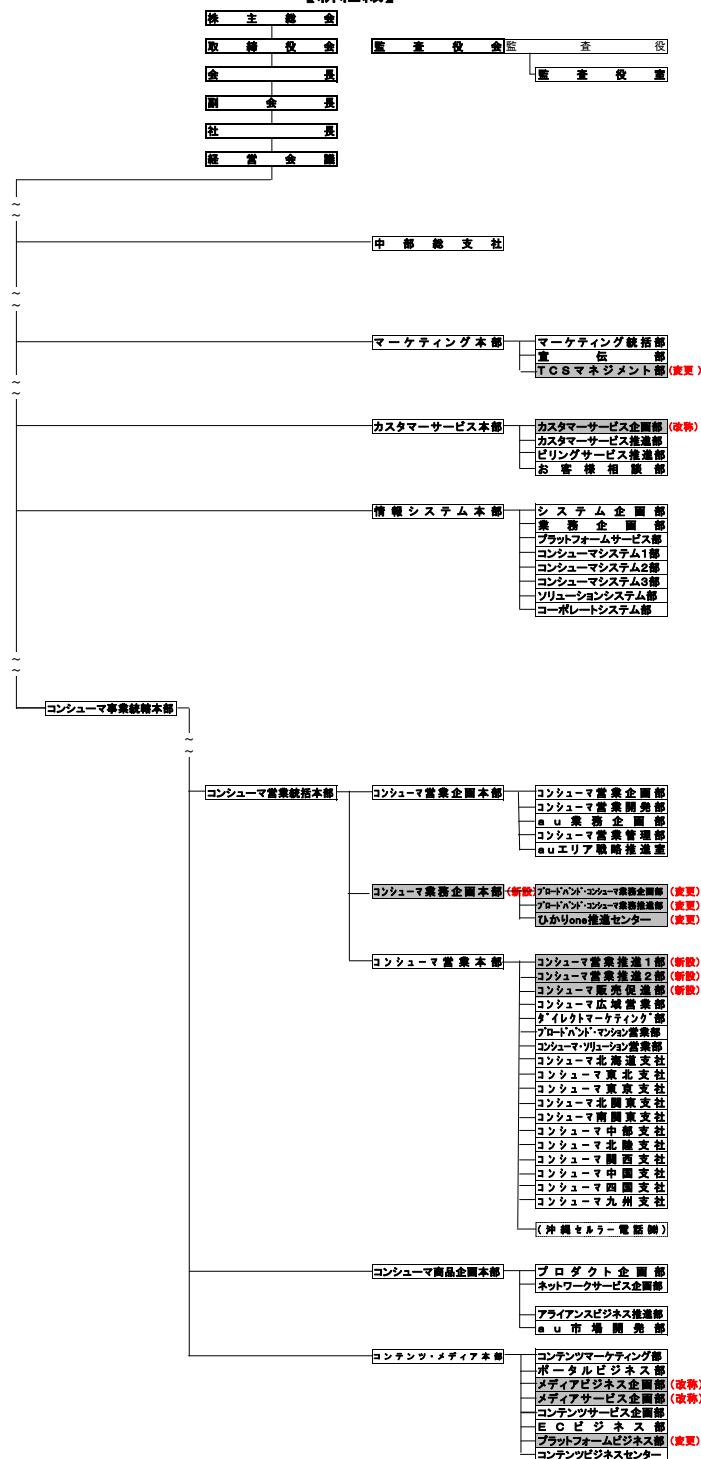 株主総会
取締役会 監査役会 監査役
会長 監査役室
副会長
社長
経営会議
中部総支社
マーケティング本部 マーケティング統括部
宣伝部
TCSマネジメント部 (変更)
カスタマーサービス本部 カスタマーサービス企画部 (改称)
カスタマーサービス推進部
ビリングサービス推進部
お客様相談部
情報システム本部 システム企画部
業務企画部
プラットフォームサービス部
コンシューマシステム1部
コンシューマシステム2部
コンシューマシステム3部
ソリューションシステム部
コーポレートシステム部
コンシューマ事業統轄本部
コンシューマ営業統括本部 コンシューマ営業企画本部 コンシューマ営業企画部
コンシューマ営業開発部
au業務企画部
コンシューマ営業管理部
auエリア戦略推進室
コンシューマ業務企画本部 (新設) ブロードバンド・コンシューマ業務企画部 (変更)
ブロードバンド・コンシューマ業務推進部 (変更)
ひかりone推進センター (変更)
コンシューマ営業本部 コンシューマ営業推進1部 (新設)
コンシューマ営業推進2部 (新設)
コンシューマ販売促進部 (新設)
コンシューマ広域営業部
ダイレクトマーケティング部
ブロードバンド・マンション営業部
コンシューマ・ソリューション営業部
コンシューマ北海道支社
コンシューマ東北支社
コンシューマ東京支社
コンシューマ北関東支社
コンシューマ南関東支社
コンシューマ中部支社
コンシューマ北陸支社
コンシューマ関西支社
コンシューマ中国支社
コンシューマ四国支社
コンシューマ九州支社
(沖縄セルラー電話㈱)
コンシューマ商品企画本部 プロダクト企画部
ネットワークサービス企画部
アライアンスビジネス推進部
au市場開発部
コンテンツ・メディア本部 コンテンツマーケティング部
ポータルビジネス部
メディアビジネス企画部 (改称)
メディアサービス企画部 (改称)
コンテンツサービス企画部
ECビジネス部
プラットフォームビジネス部 (変更)
コンテンツビジネスセンター